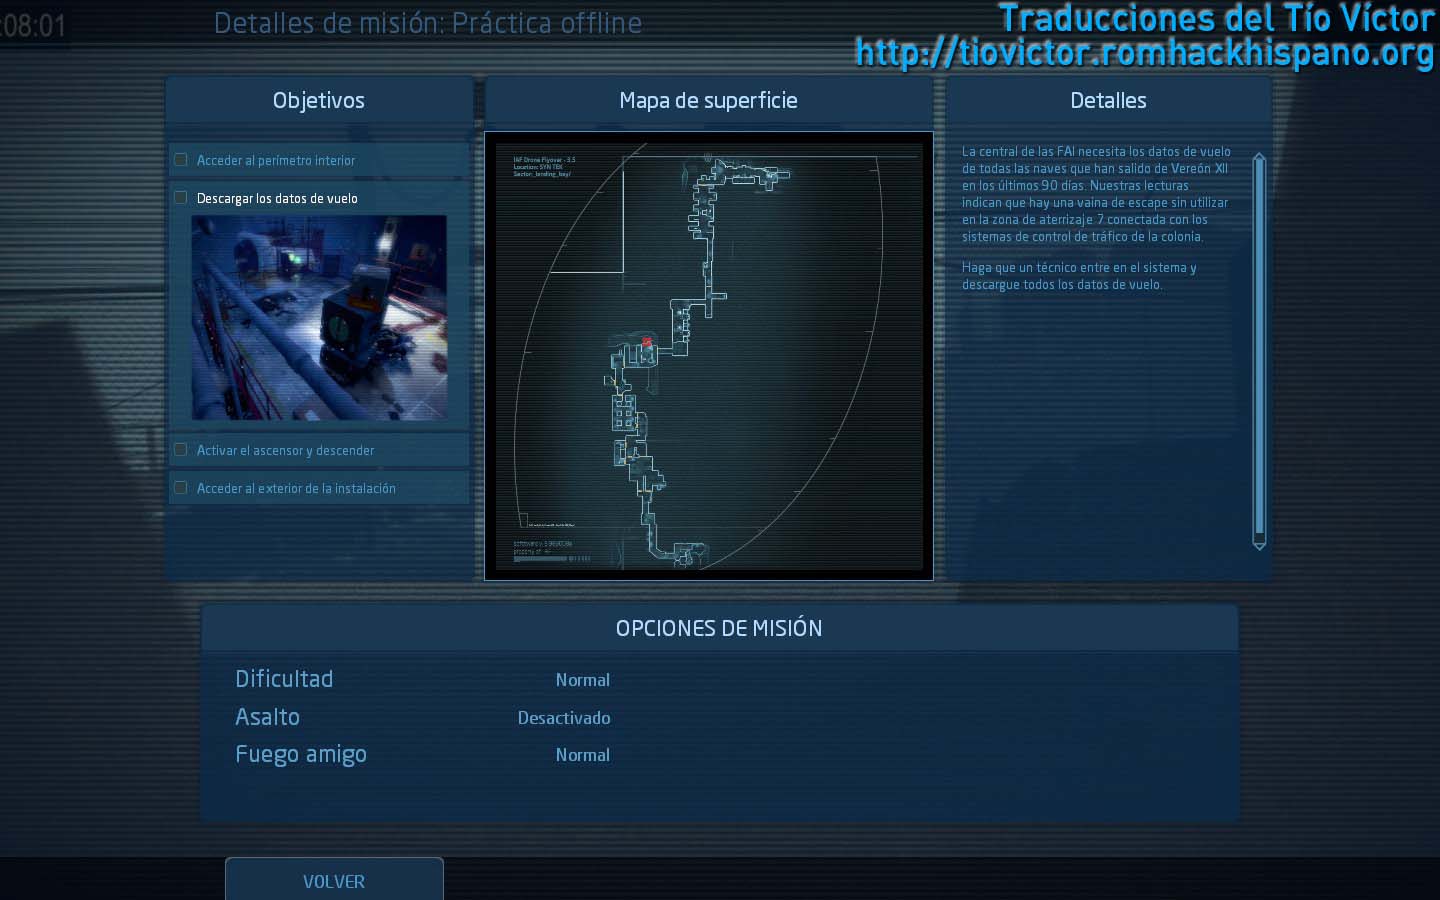 :08:01
Detalles de misión: Práctica offline
Traducciones del Tío Víctor
http://tiovictor.romhackhispano.org
Objetivos
Acceder al perímetro interior
Descargar los datos de vuelo
Activar el ascensor y descender
Acceder al exterior de la instalación
Mapa de superficie
IAF Drone Flyover - 3.5
Location: SYN TEK
Sector: landing_bay/
Detalles
La central de las FAI necesita los datos de vuelo
de todas las naves que han salido de Vereón XII
en los últimos 90 días. Nuestras lecturas
indican que hay una vaina de escape sin utilizar
en la zona de aterrizaje 7 conectada con los
sistemas de control de tráfico de la colonia.
Haga que un técnico entre en el sistema y
descargue todos los datos de vuelo.
OPCIONES DE MISIÓN
Dificultad Normal
Asalto Desactivado
Fuego amigo Normal
VOLVER